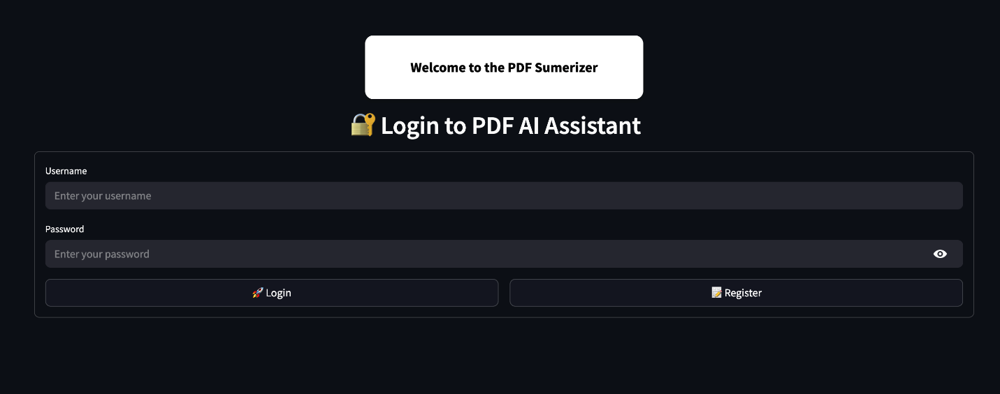 Welcome to the PDF Sumerizer
🔐 Login to PDF AI Assistant
Username
Enter your username
Password
Enter your password
🚀 Login
📝 Register